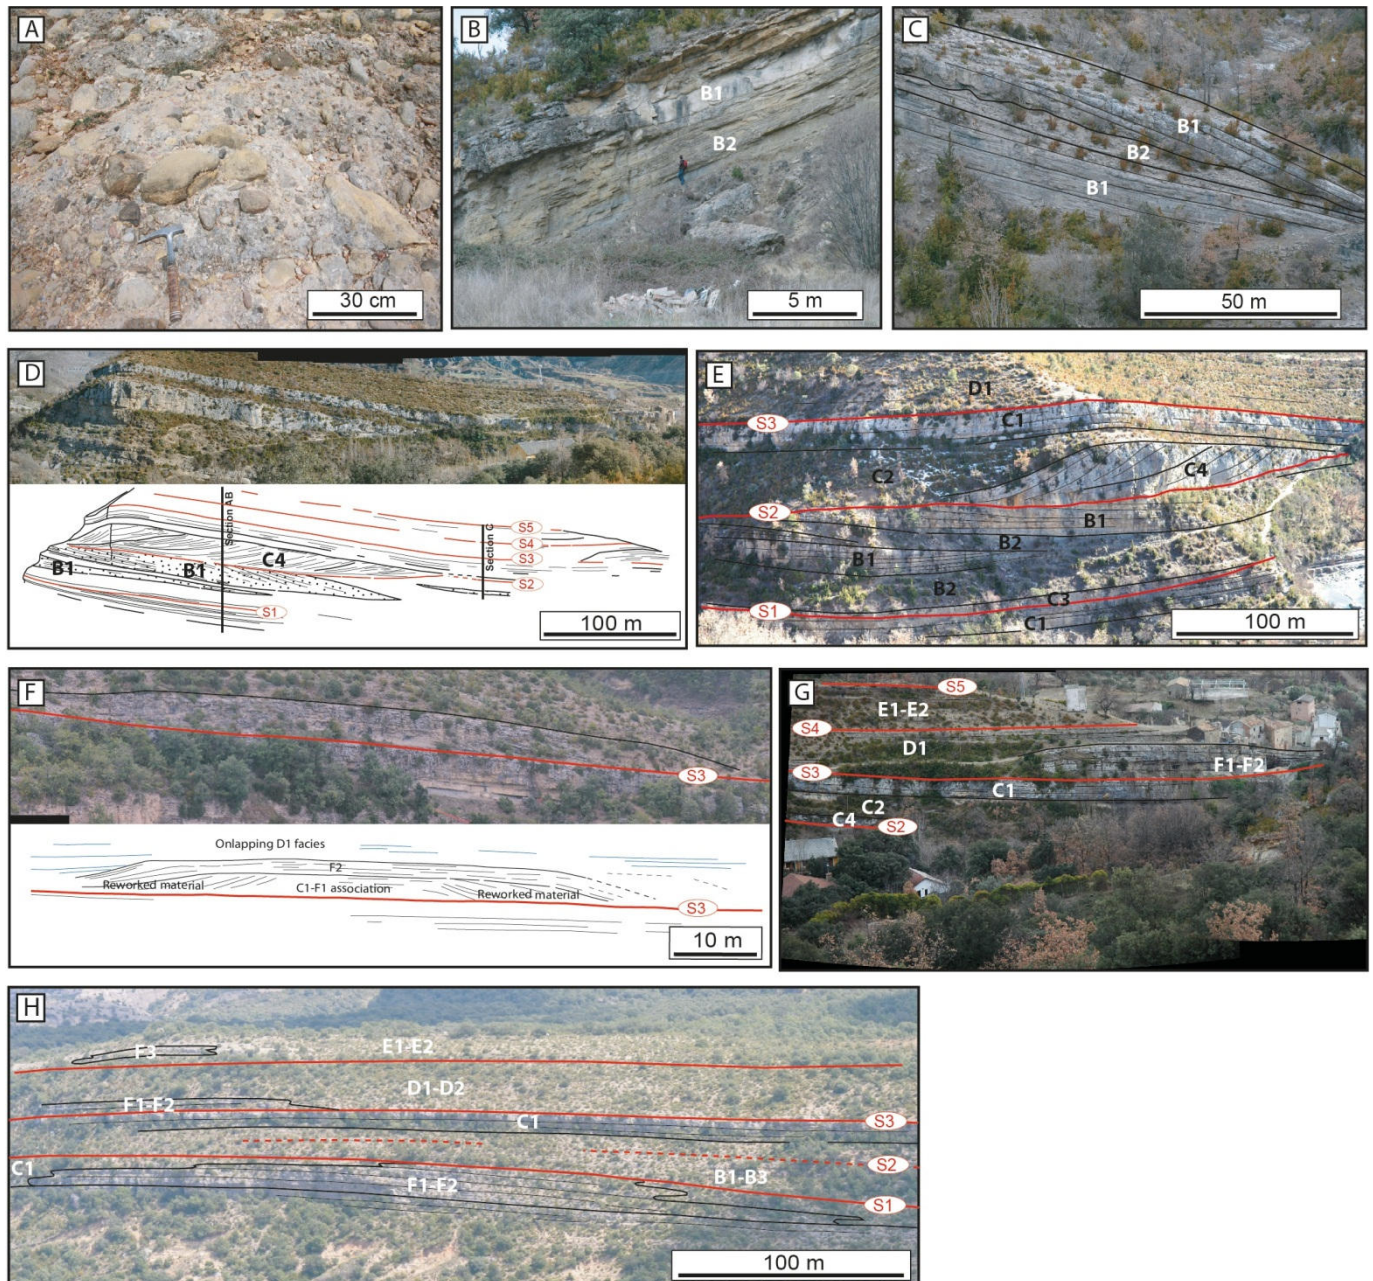 A
30 cm
B
B1
B2
5 m
C
B1
B2
B1
50 m
D
Section AB
Section C
S5
S4
S3
S2
C4
B1
B1
S1
100 m
E
D1
S3
C1
C2
C4
S2
B1
B2
B1
B2
C3
S1
C1
100 m
F
S3
Onlapping D1 facies
F2
Reworked material
C1-F1 association
Reworked material
S3
10 m
G
S5
E1-E2
S4
D1
F1-F2
S3
C1
C2
C4
S2
H
F3
E1-E2
D1-D2
F1-F2
C1
S3
S2
C1
B1-B3
F1-F2
S1
100 m